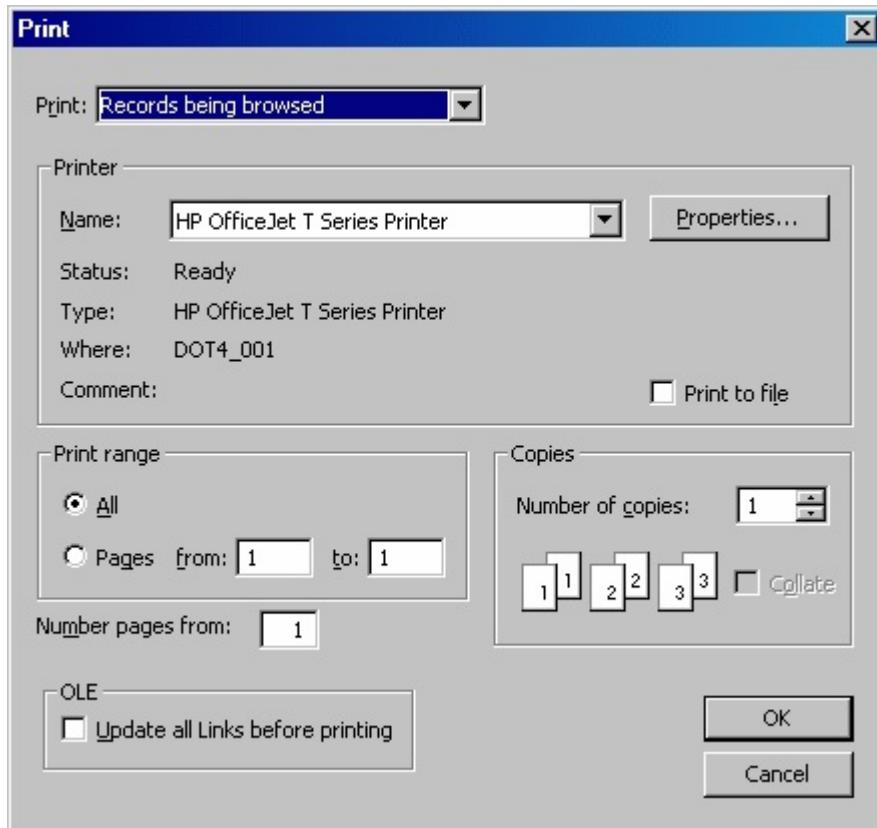 Print
Print: Records being browsed
Printer
Name: HP OfficeJet T Series Printer Properties...
Status: Ready
Type: HP OfficeJet T Series Printer
Where: DOT4_001
Comment:
Print to file
Print range
All
Pages from: 1 to: 1
Copies
Number of copies: 1
1 1 2 2 3 3 Collate
Number pages from: 1
OLE
Update all Links before printing
OK
Cancel